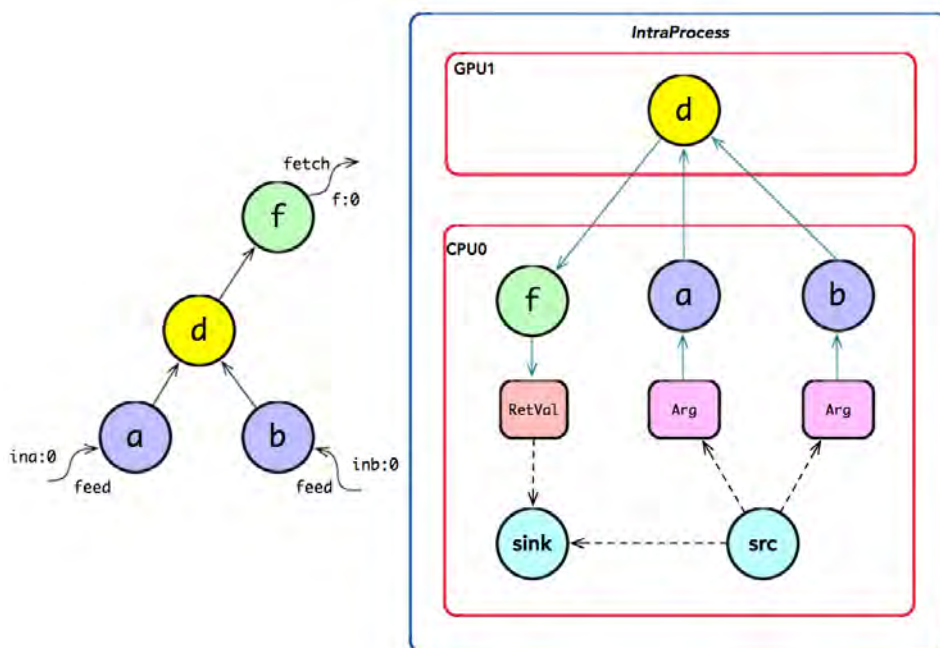 IntraProcess
GPU1
d
fetch
f:0
f
CPU0
f
a
b
d
RetVal
Arg
Arg
ina:0
a
b
inb:0
feed
feed
sink
src